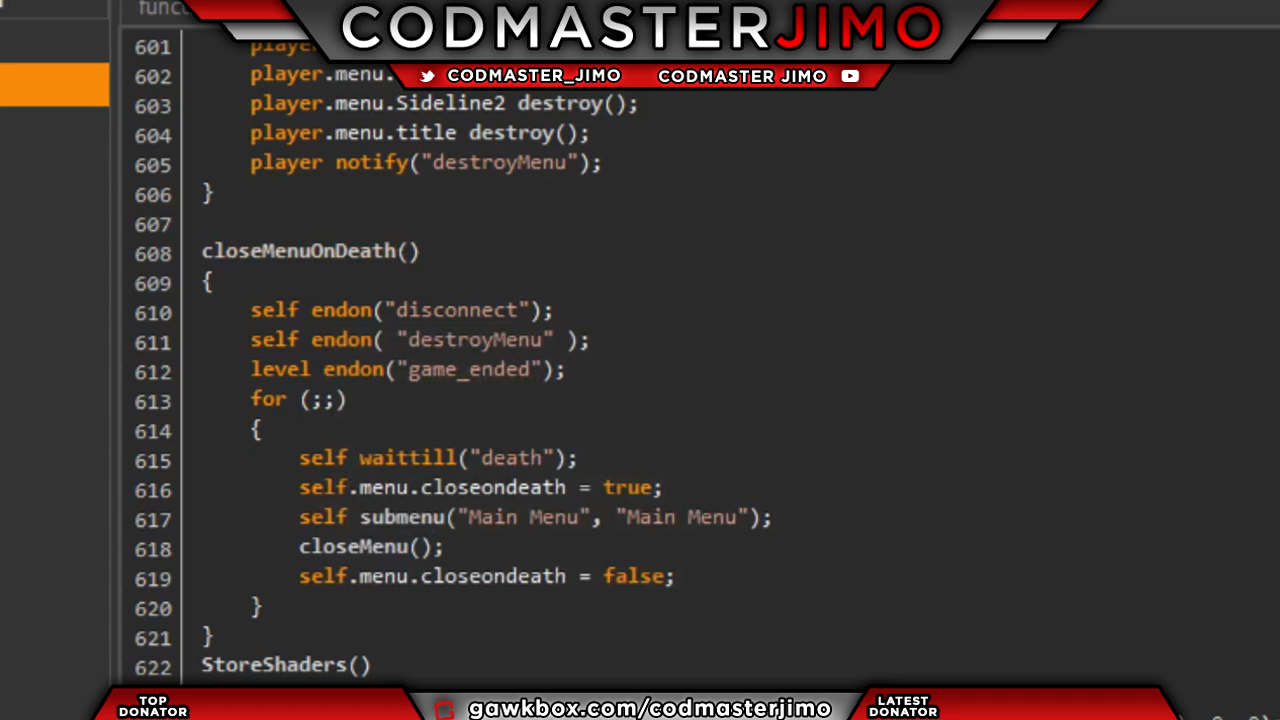 func
CODMASTERJIMO
CODMASTER_JIMO CODMASTER JIMO
601 player
602 player.menu.
603 player.menu.Sideline2 destroy();
604 player.menu.title destroy();
605 player notify("destroyMenu");
606 }
607
608 closeMenuOnDeath()
609 {
610 self endon("disconnect");
611 self endon( "destroyMenu" );
612 level endon("game_ended");
613 for (;;)
614 {
615 self waittill("death");
616 self.menu.closeondeath = true;
617 self submenu("Main Menu", "Main Menu");
618 closeMenu();
619 self.menu.closeondeath = false;
620 }
621 }
622 StoreShaders()
TOP
DONATOR
gawkbox.com/codmasterjimo
LATEST
DONATOR